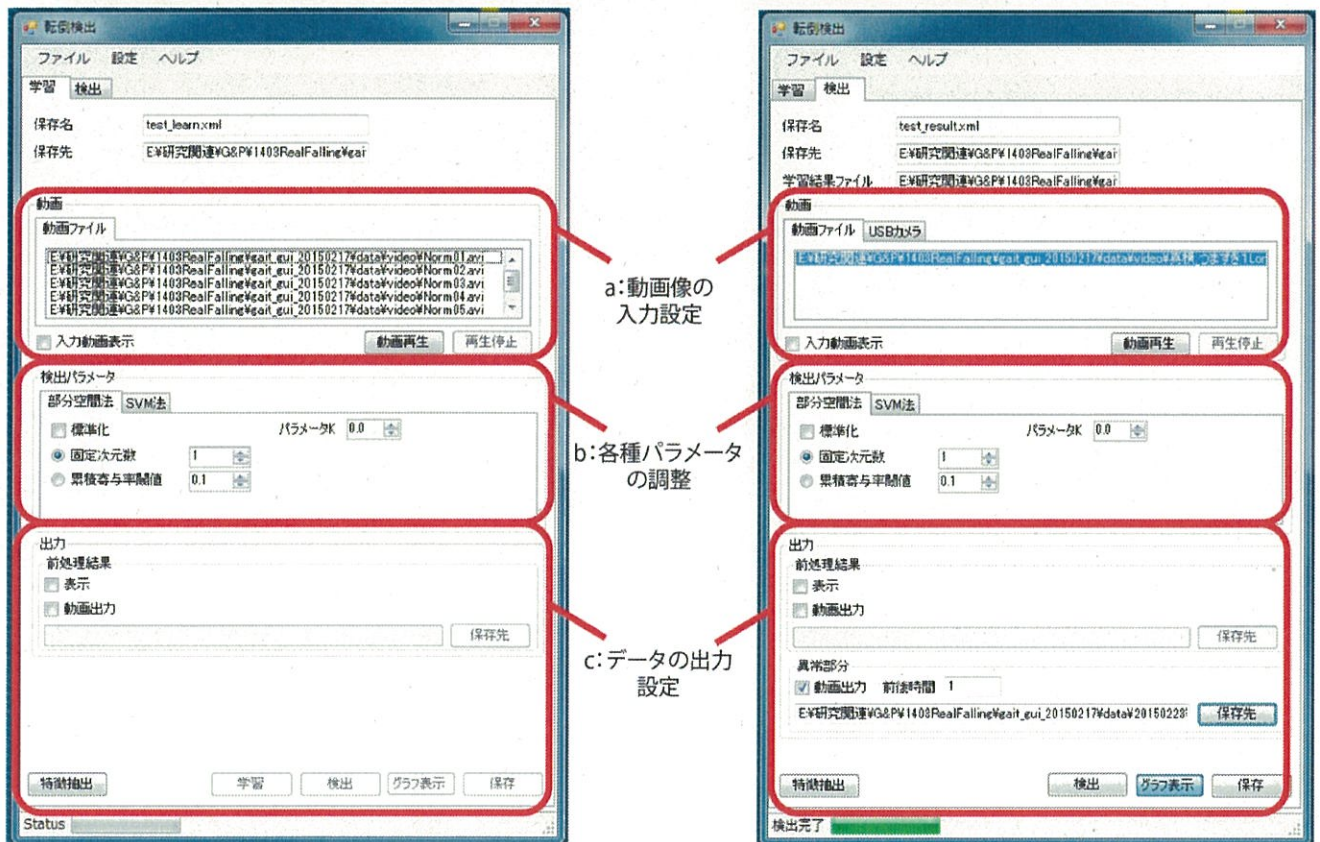 転倒検出
ファイル 設定 ヘルプ
学習 検出
保存名 test_learn.xml
保存先 E:¥研究関連¥G&P¥1403RealFalling¥gai
動画
動画ファイル
E:¥研究関連¥G&P¥1403RealFalling¥gait_gui_20150217¥data¥video¥Norm01.avi
E:¥研究関連¥G&P¥1403RealFalling¥gait_gui_20150217¥data¥video¥Norm02.avi
E:¥研究関連¥G&P¥1403RealFalling¥gait_gui_20150217¥data¥video¥Norm03.avi
E:¥研究関連¥G&P¥1403RealFalling¥gait_gui_20150217¥data¥video¥Norm04.avi
E:¥研究関連¥G&P¥1403RealFalling¥gait_gui_20150217¥data¥video¥Norm05.avi
入力動画表示 動画再生 再生停止
検出パラメータ
部分空間法 SVM法
標準化 パラメータK 0.0
固定次元数 1
累積寄与率閾値 0.1
出力
前処理結果
表示
動画出力
保存先
特徴抽出 学習 検出 グラフ表示 保存
Status
a:動画像の
入力設定
b:各種パラメータ
の調整
c:データの出力
設定
転倒検出
ファイル 設定 ヘルプ
学習 検出
保存名 test_result.xml
保存先 E:¥研究関連¥G&P¥1403RealFalling¥gair
学習結果ファイル E:¥研究関連¥G&P¥1403RealFalling¥gair
動画
動画ファイル USBカメラ
E:¥研究関連¥G&P¥1403RealFalling¥gait_gui_20150217¥data¥video¥
入力動画表示 動画再生 再生停止
検出パラメータ
部分空間法 SVM法
標準化 パラメータK 0.0
固定次元数 1
累積寄与率閾値 0.1
出力
前処理結果
表示
動画出力
保存先
異常部分
動画出力 前後時間 1
E:¥研究関連¥G&P¥1403RealFalling¥gait_gui_20150217¥data¥20150223 保存先
特徴抽出 検出 グラフ表示 保存
検出完了